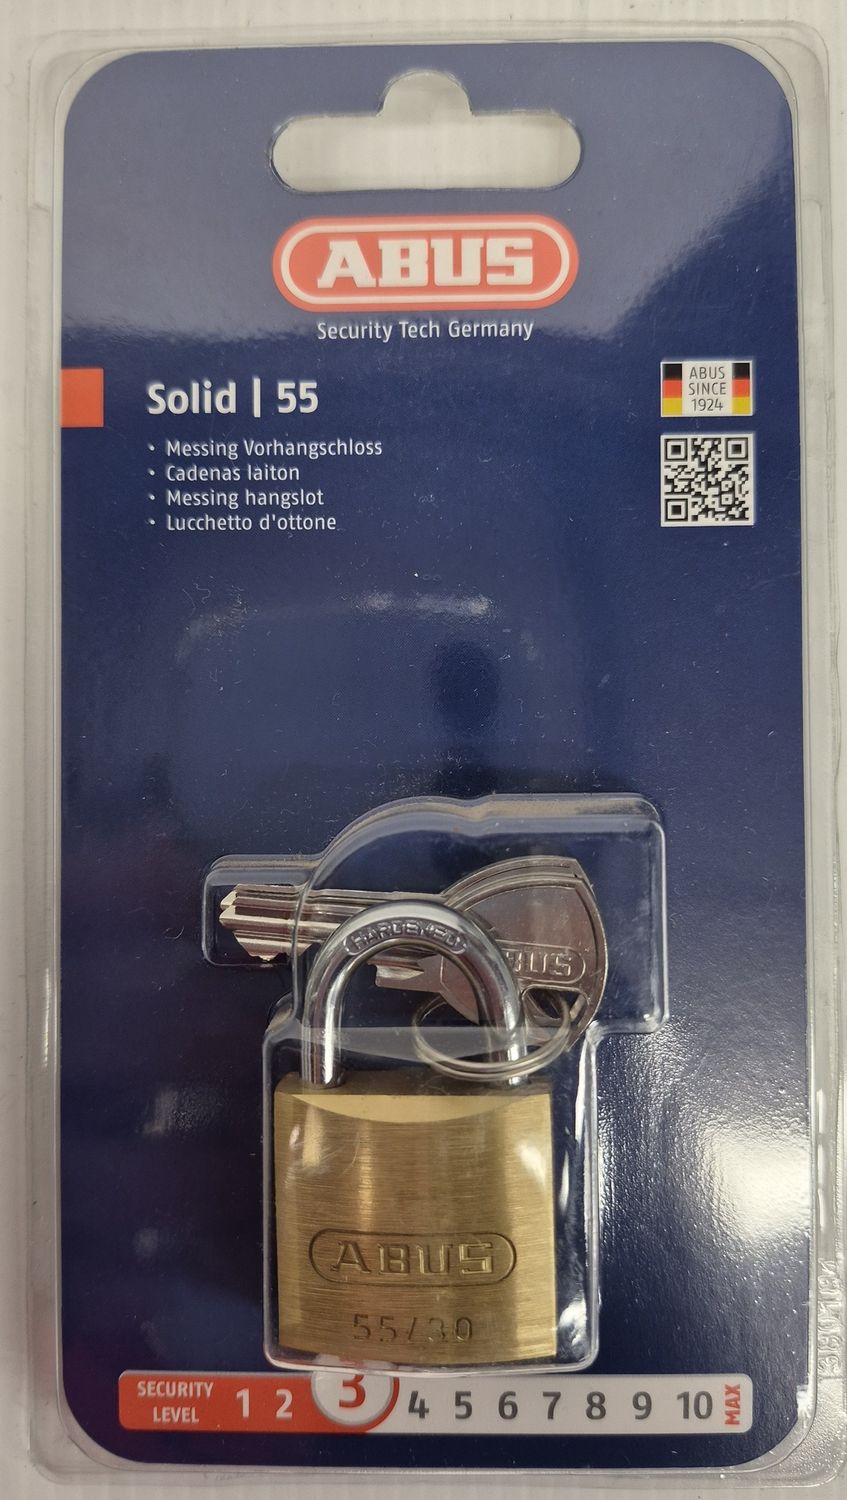 ABUS
Security Tech Germany
Solid | 55
• Messing Vorhangschloss
• Cadenas laiton
• Messing hangslot
• Lucchetto d'ottone
ABUS
SINCE
1924
HARDENED
ABUS
ABUS
55/30
SECURITY
LEVEL
1 2 3 4 5 6 7 8 9 10 MAX